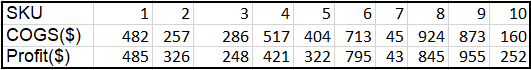 SKU 1 2 3 4 5 6 7 8 9 10
COGS($) 482 257 286 517 404 713 45 924 873 160
Profit($) 485 326 248 421 322 795 43 845 955 252